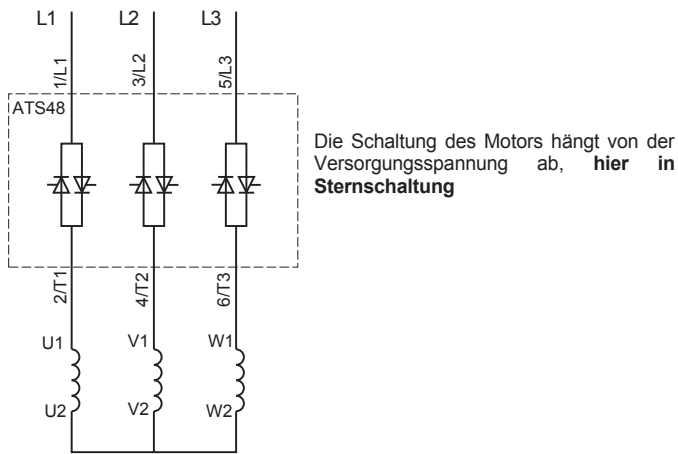 L1 L2 L3
1/L1 3/L2 5/L3
ATS48
Die Schaltung des Motors hängt von der
Versorgungsspannung ab, hier in
Sternschaltung
2/T1 4/T2 6/T3
U1 V1 W1
U2 V2 W2